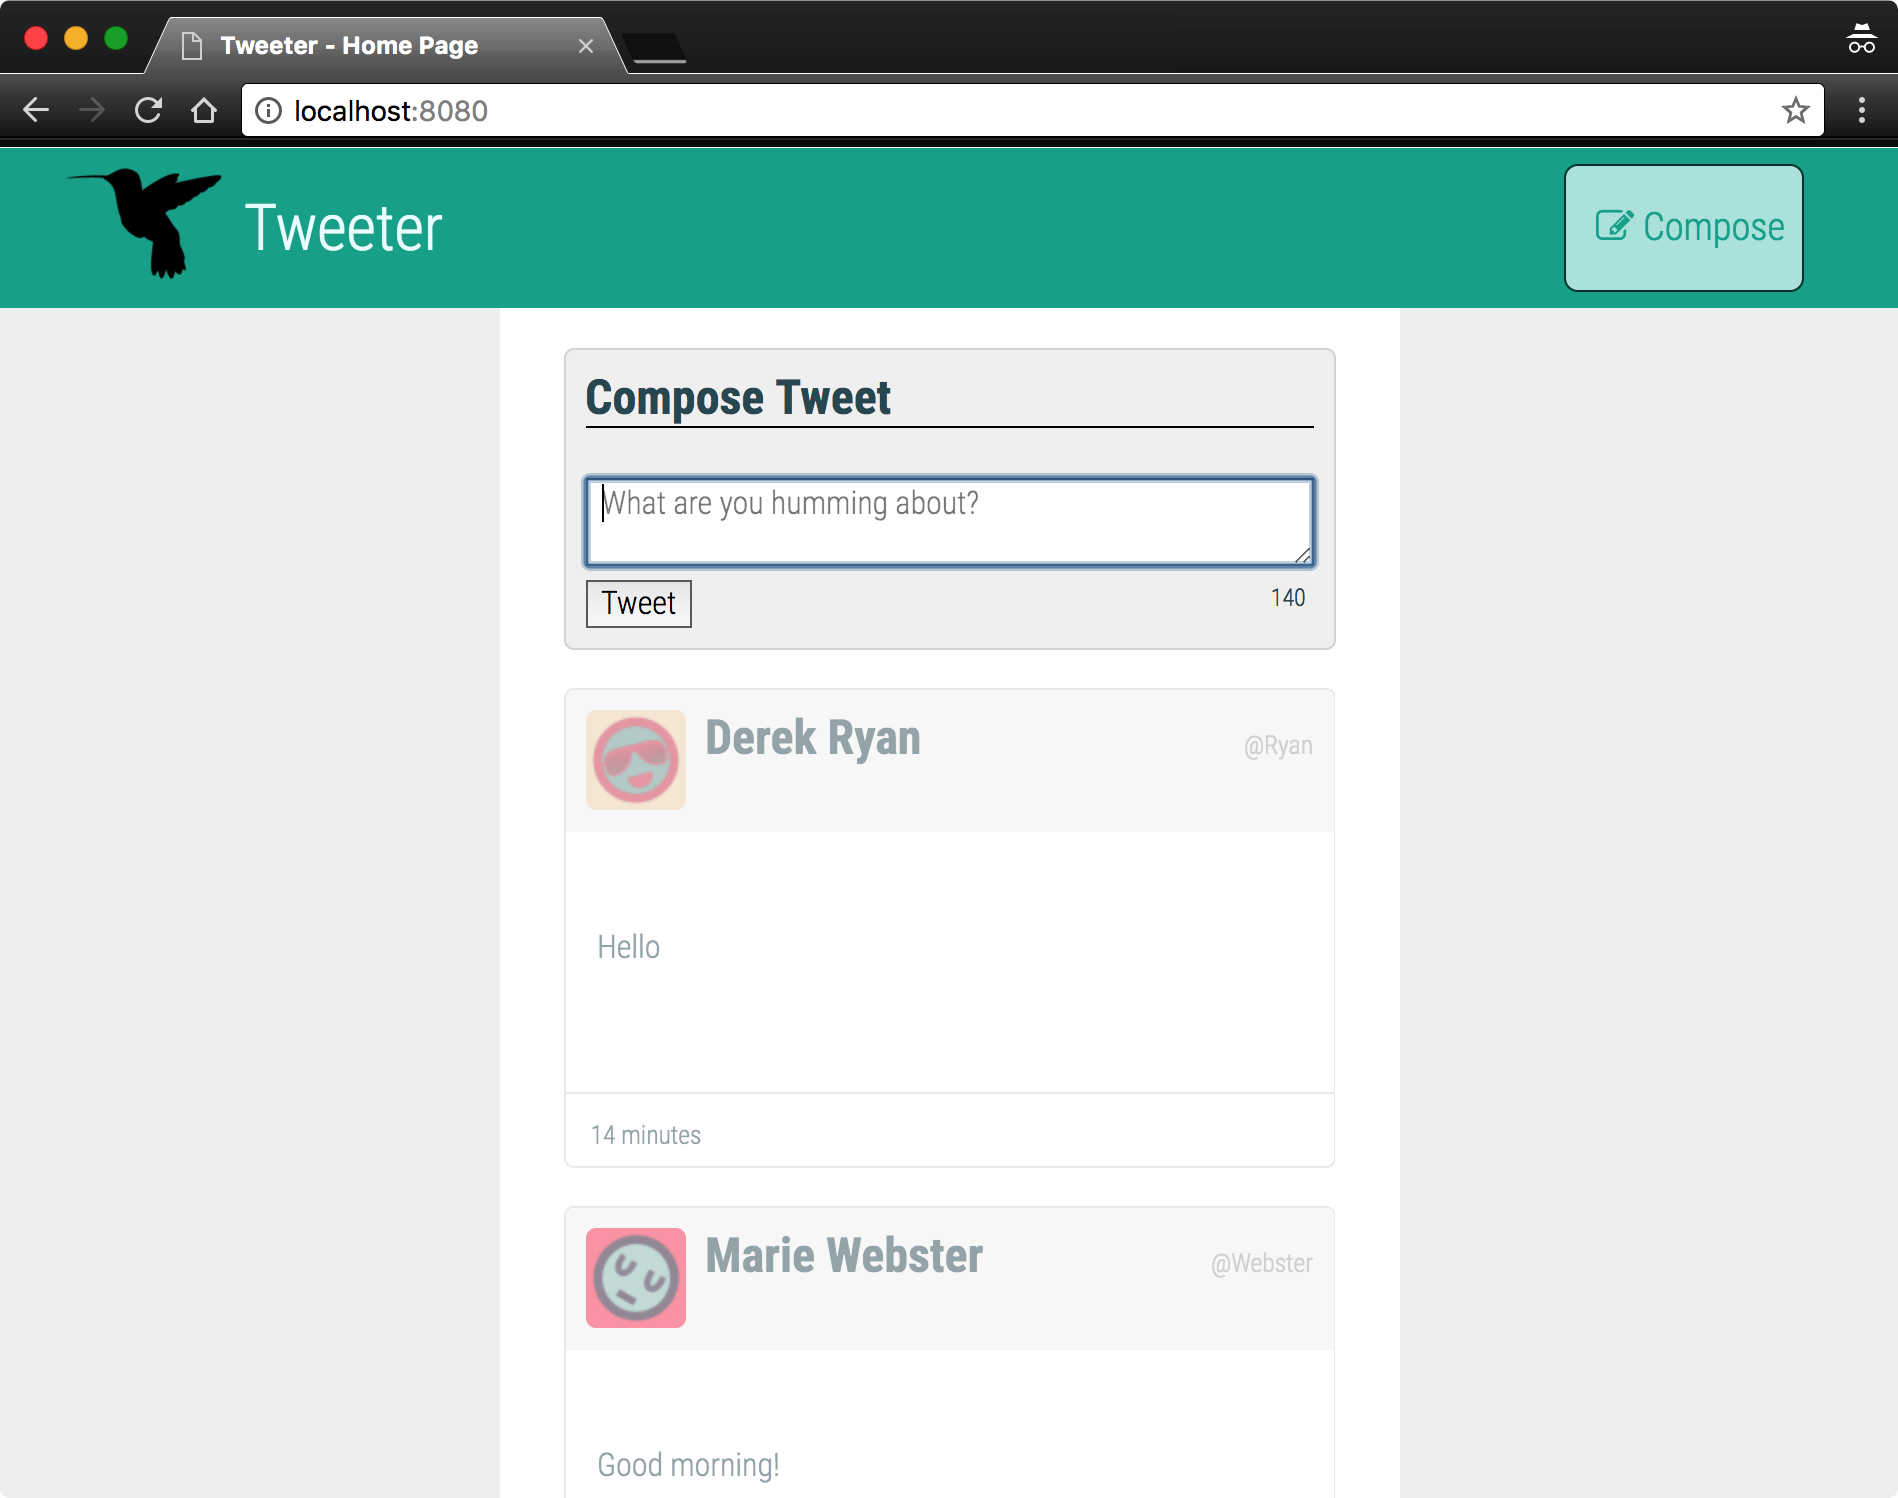 Tweeter - Home Page
localhost:8080
Tweeter
Compose
Compose Tweet
What are you humming about?
Tweet
140
Derek Ryan
@Ryan
Hello
14 minutes
Marie Webster
@Webster
Good morning!